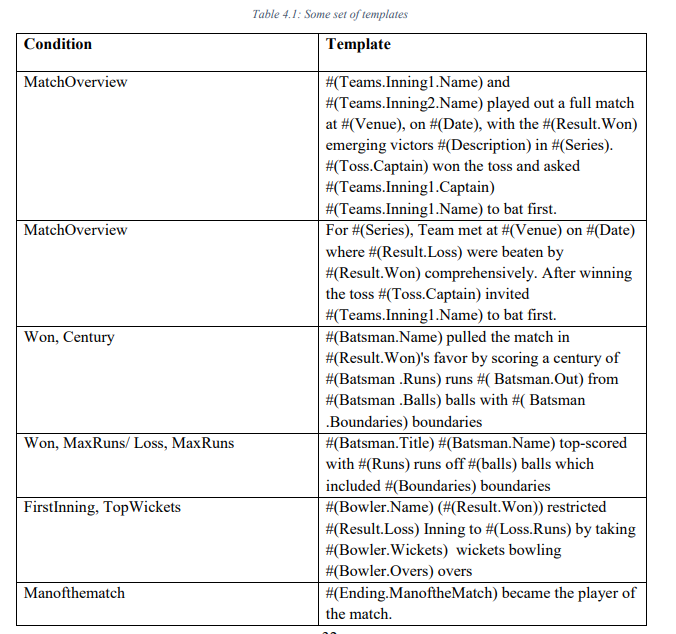 Table 4.1: Some set of templates
Condition
Template
MatchOverview
#(Teams.Inning1.Name) and
#(Teams.Inning2.Name) played out a full match
at #(Venue), on #(Date), with the #(Result.Won)
emerging victors #(Description) in #(Series).
#(Toss.Captain) won the toss and asked
#(Teams.Inning1.Captain)
#(Teams.Inning1.Name) to bat first.
MatchOverview
For #(Series), Team met at #(Venue) on #(Date)
where #(Result.Loss) were beaten by
#(Result.Won) comprehensively. After winning
the toss #(Toss.Captain) invited
#(Teams.Inning1.Name) to bat first.
Won, Century
#(Batsman.Name) pulled the match in
#(Result.Won)'s favor by scoring a century of
#(Batsman .Runs) runs #( Batsman.Out) from
#(Batsman .Balls) balls with #( Batsman
.Boundaries) boundaries
Won, MaxRuns/ Loss, MaxRuns
#(Batsman.Title) #(Batsman.Name) top-scored
with #(Runs) runs off #(balls) balls which
included #(Boundaries) boundaries
FirstInning, TopWickets
#(Bowler.Name) (#(Result.Won)) restricted
#(Result.Loss) Inning to #(Loss.Runs) by taking
#(Bowler.Wickets)  wickets bowling
#(Bowler.Overs) overs
Manofthematch
#(Ending.ManoftheMatch) became the player of
the match.